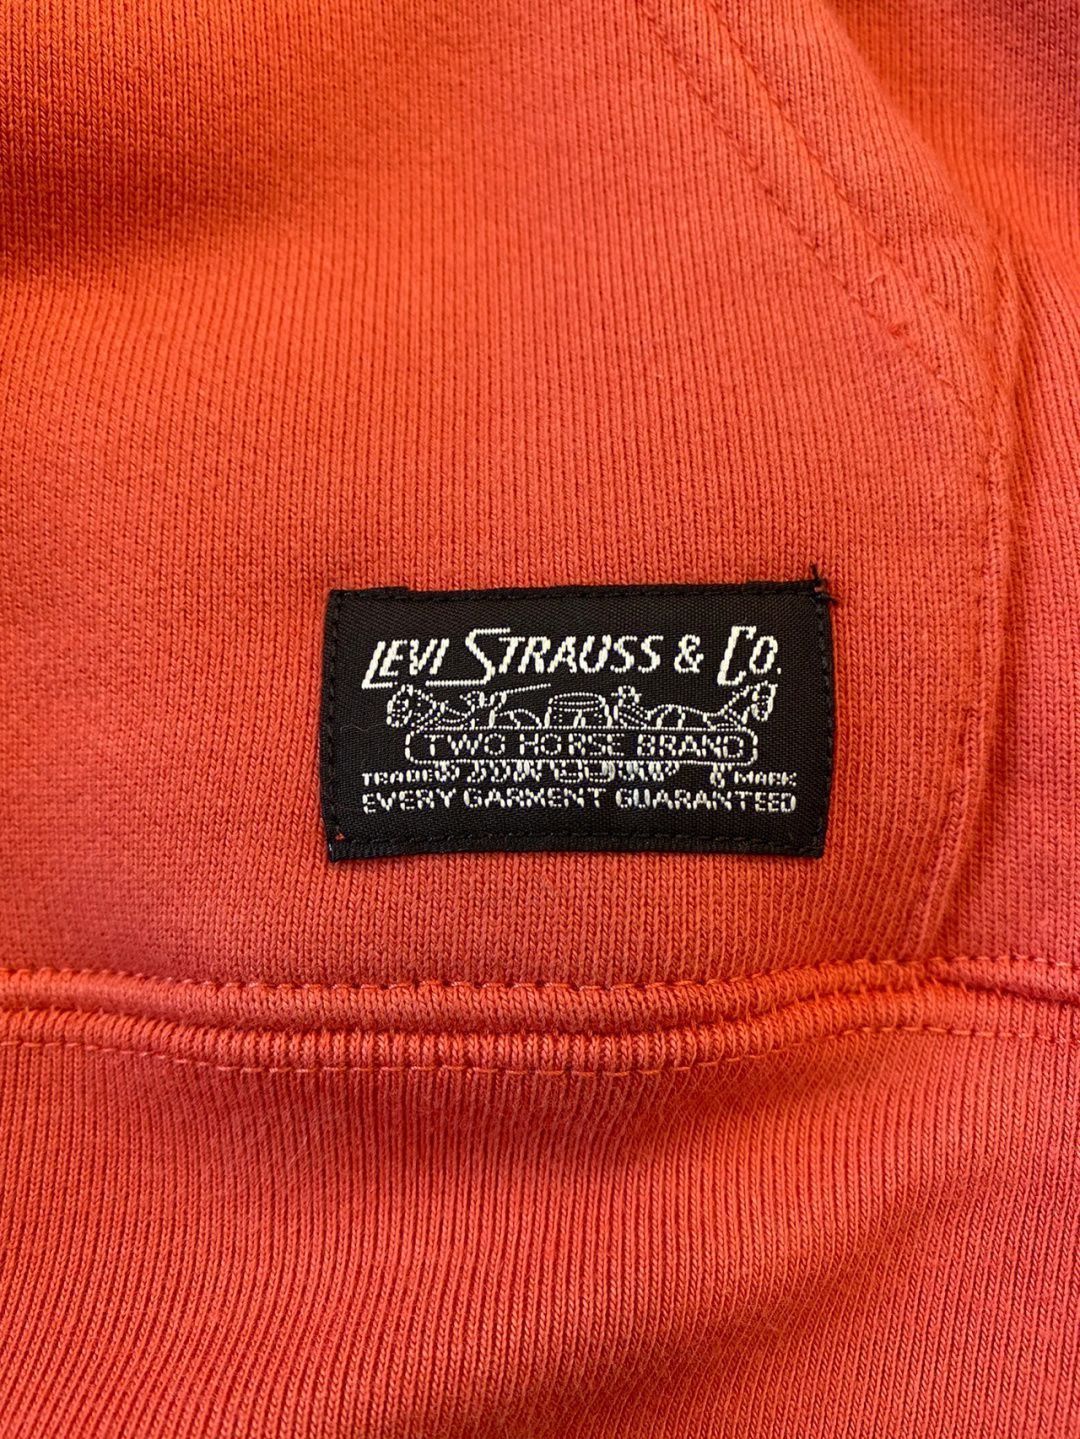 LEVI STRAUSS & CO.
TWO HORSE BRAND
TRADE MARK
EVERY GARMENT GUARANTEED